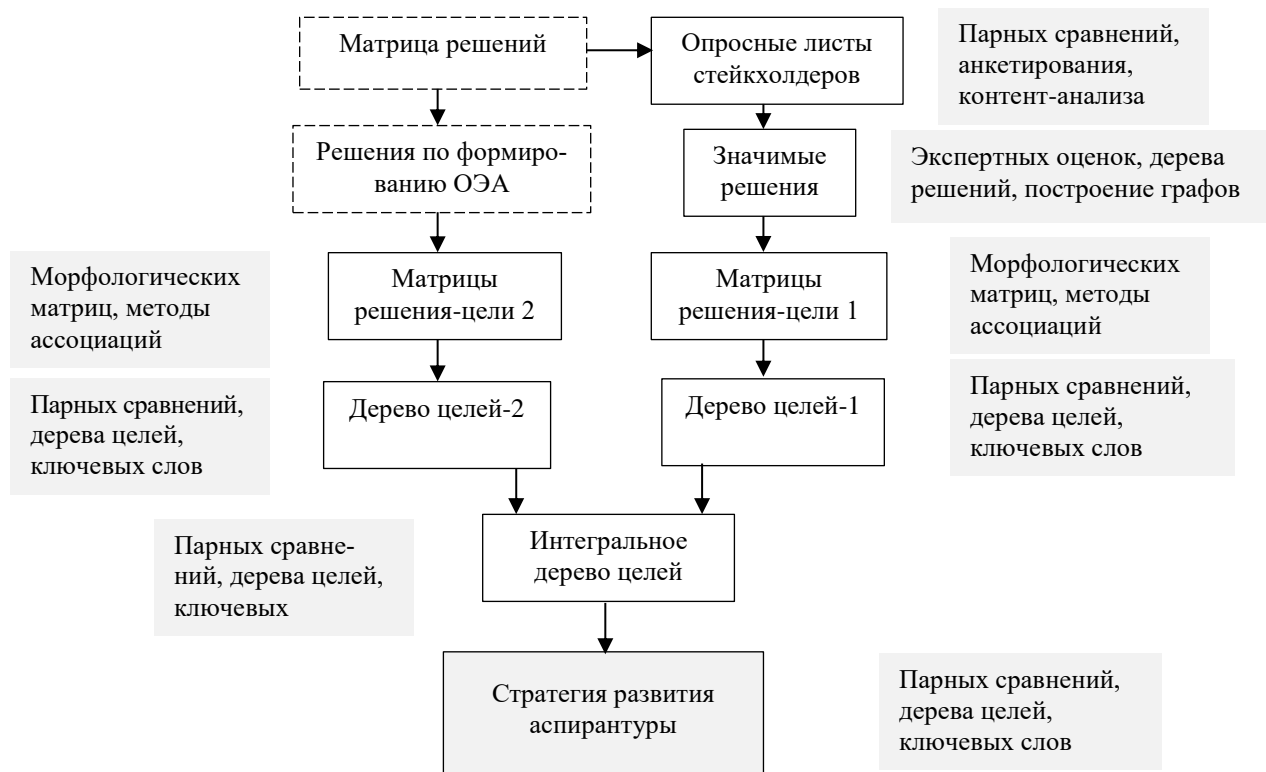 Матрица решений
Опросные листы
стейкхолдеров
Парных сравнений,
анкетирования,
контент-анализа
Решения по формиро-
ванию ОЭА
Значимые
решения
Экспертных оценок, дерева
решений, построение графов
Морфологических
матриц, методы
ассоциаций
Матрицы
решения-цели 2
Матрицы
решения-цели 1
Морфологических
матриц, методы
ассоциаций
Парных сравнений,
дерева целей,
ключевых слов
Дерево целей-2
Дерево целей-1
Парных сравнений,
дерева целей,
ключевых слов
Парных сравне-
ний, дерева целей,
ключевых
Интегральное
дерево целей
Стратегия развития
аспирантуры
Парных сравнений,
дерева целей,
ключевых слов